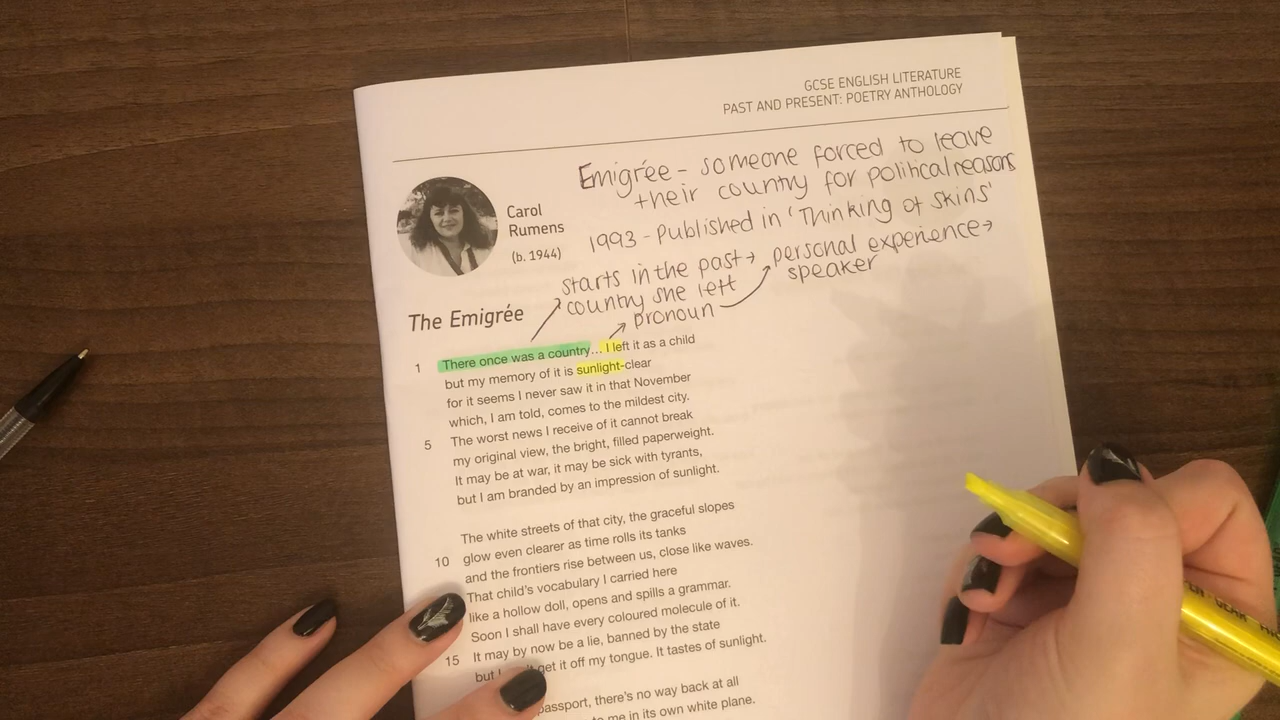 GCSE ENGLISH LITERATURE
PAST AND PRESENT: POETRY ANTHOLOGY
Emigrée - someone forced to leave
their country for political reasons
1993 - Published in 'Thinking of Skins'
Carol
Rumens
(b. 1944)
starts in the past → personal experience →
country she left speaker
pronoun
The Emigrée
1 There once was a country... I left it as a child
but my memory of it is sunlight-clear
for it seems I never saw it in that November
which, I am told, comes to the mildest city.
5 The worst news I receive of it cannot break
my original view, the bright, filled paperweight.
It may be at war, it may be sick with tyrants,
but I am branded by an impression of sunlight.
The white streets of that city, the graceful slopes
10 glow even clearer as time rolls its tanks
and the frontiers rise between us, close like waves.
That child's vocabulary I carried here
like a hollow doll, opens and spills a grammar.
Soon I shall have every coloured molecule of it.
15 It may by now be a lie, banned by the state
but I get it off my tongue. It tastes of sunlight.
passport, there's no way back at all
to me in its own white plane.